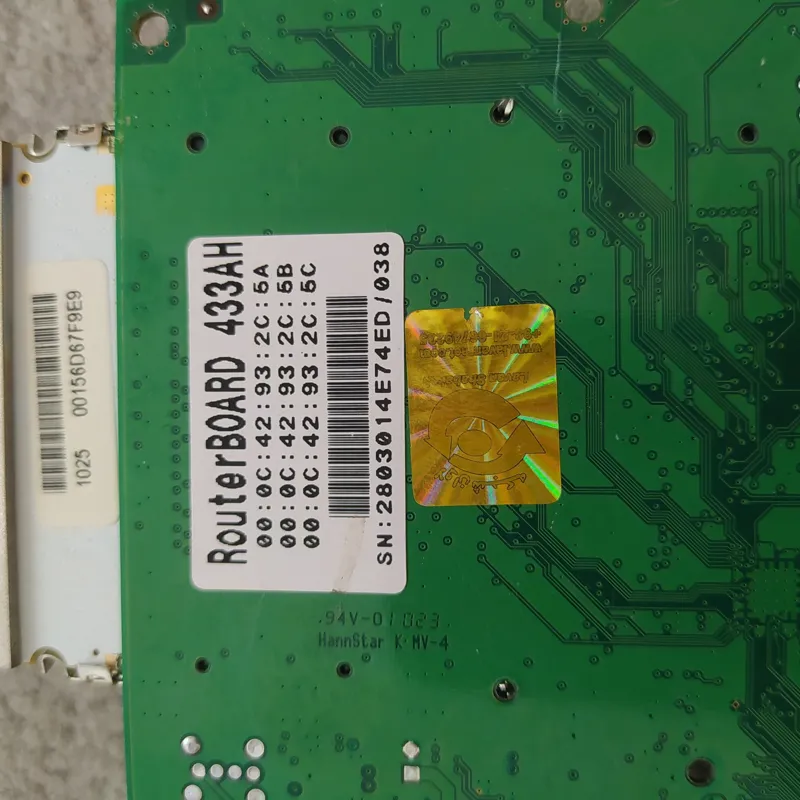 RouterBOARD 433AH
00:0C:42:93:2C:5A
00:0C:42:93:2C:5B
00:0C:42:93:2C:5C
SN:2803014E74ED/038
00156D67F9E9
1025
94V-0 1023
HannStar K MV-4